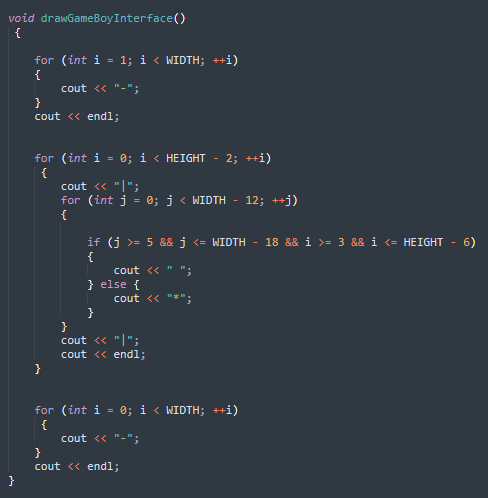 void drawGameBoyInterface()
{
for (int i = 1; i < WIDTH; ++i)
{
cout << "-";
}
cout << endl;
for (int i = 0; i < HEIGHT - 2; ++i)
{
cout << "|";
for (int j = 0; j < WIDTH - 12; ++j)
{
if (j >= 5 && j <= WIDTH - 18 && i >= 3 && i <= HEIGHT - 6)
{
cout << " ";
} else {
cout << "*";
}
}
cout << "|";
cout << endl;
}
for (int i = 0; i < WIDTH; ++i)
{
cout << "-";
}
cout << endl;
}